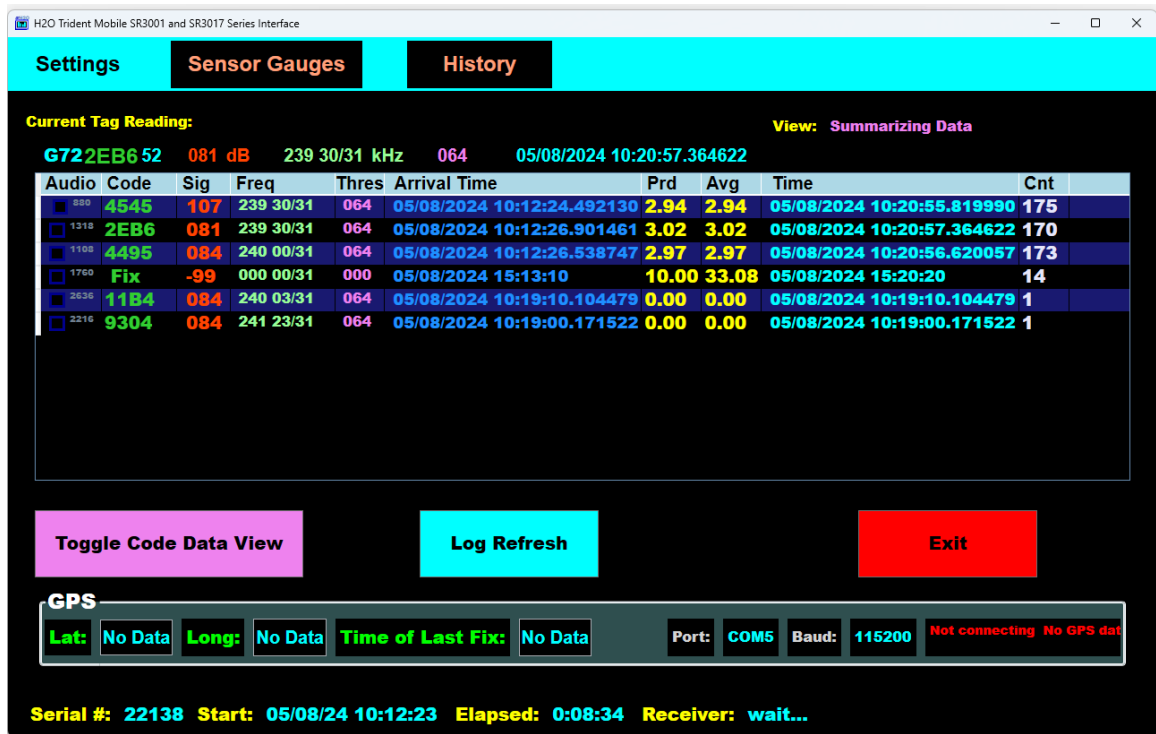 H2O Trident Mobile SR3001 and SR3017 Series Interface
Settings Sensor Gauges History
Current Tag Reading:
View: Summarizing Data
G72 2EB6 52 081 dB 239 30/31 kHz 064 05/08/2024 10:20:57.364622
Audio Code Sig Freq Thres Arrival Time Prd Avg Time Cnt
880 4545 107 239 30/31 064 05/08/2024 10:12:24.492130 2.94 2.94 05/08/2024 10:20:55.819990 175
1318 2EB6 081 239 30/31 064 05/08/2024 10:12:26.901461 3.02 3.02 05/08/2024 10:20:57.364622 170
1108 4495 084 240 00/31 064 05/08/2024 10:12:26.538747 2.97 2.97 05/08/2024 10:20:56.620057 173
1760 Fix -99 000 00/31 000 05/08/2024 15:13:10 10.00 33.08 05/08/2024 15:20:20 14
2636 11B4 084 240 03/31 064 05/08/2024 10:19:10.104479 0.00 0.00 05/08/2024 10:19:10.104479 1
2216 9304 084 241 23/31 064 05/08/2024 10:19:00.171522 0.00 0.00 05/08/2024 10:19:00.171522 1
Toggle Code Data View Log Refresh Exit
GPS
Lat: No Data Long: No Data Time of Last Fix: No Data Port: COM5 Baud: 115200 Not connecting No GPS dat
Serial #: 22138 Start: 05/08/24 10:12:23 Elapsed: 0:08:34 Receiver: wait...